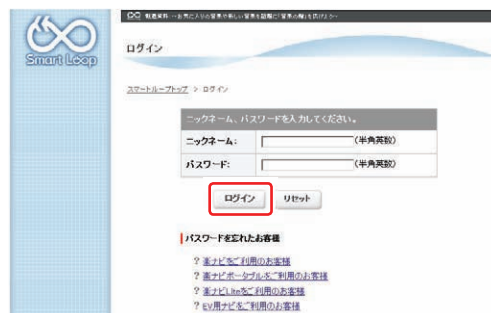 Smart Loop
ログイン
スマートループトップ > ログイン
ニックネーム、パスワードを入力してください。
ニックネーム:
(半角英数)
パスワード:
(半角英数)
ログイン
リセット
パスワードを忘れたお客様
? 楽ナビをご利用のお客様
? 楽ナビポータブルをご利用のお客様
? 楽ナビLiteをご利用のお客様
? EV用ナビをご利用のお客様